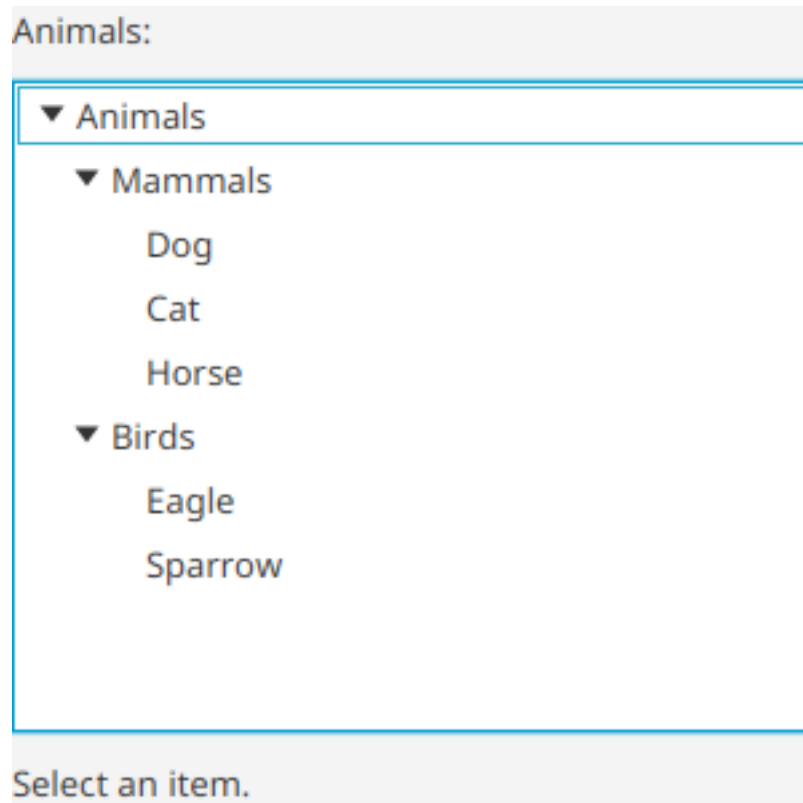 Animals:
Animals
Mammals
Dog
Cat
Horse
Birds
Eagle
Sparrow
Select an item.